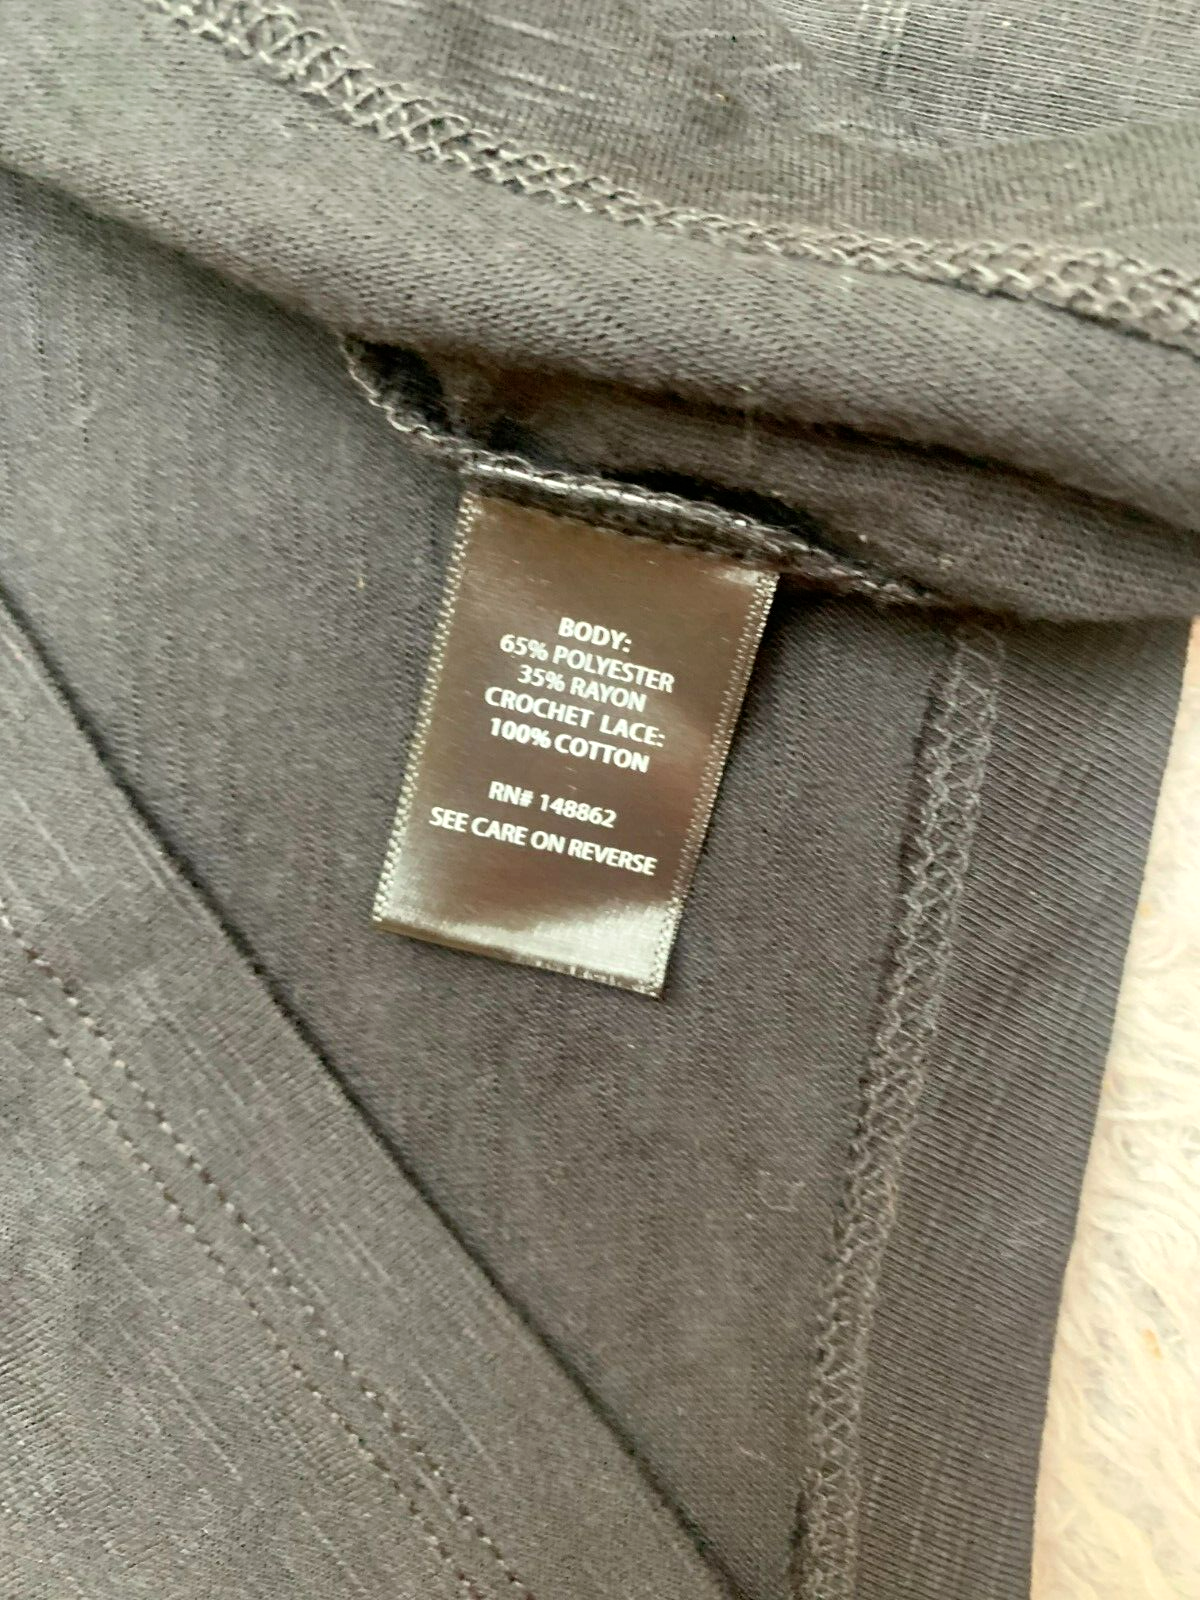 BODY:
65% POLYESTER
35% RAYON
CROCHET LACE:
100% COTTON
RN# 148862
SEE CARE ON REVERSE